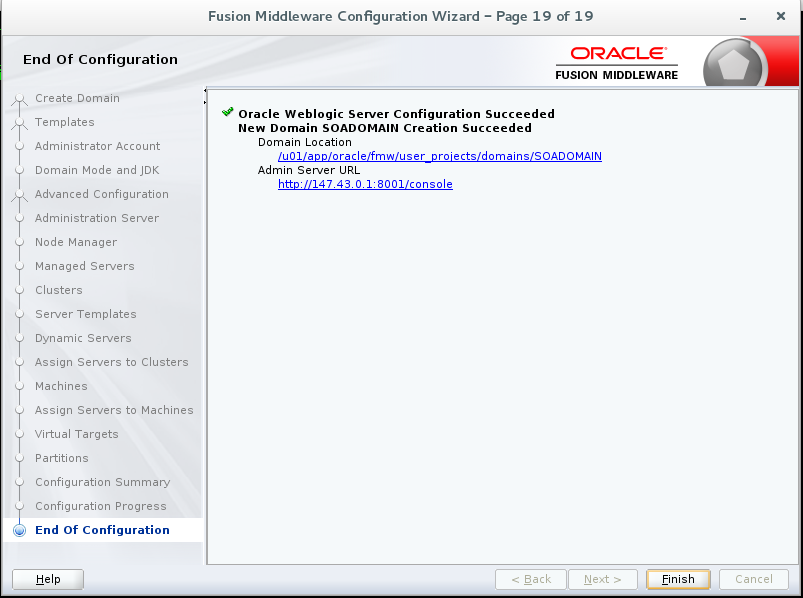 Fusion Middleware Configuration Wizard – Page 19 of 19
End Of Configuration
ORACLE
FUSION MIDDLEWARE
Create Domain
Templates
Administrator Account
Domain Mode and JDK
Advanced Configuration
Administration Server
Node Manager
Managed Servers
Clusters
Server Templates
Dynamic Servers
Assign Servers to Clusters
Machines
Assign Servers to Machines
Virtual Targets
Partitions
Configuration Summary
Configuration Progress
End Of Configuration
Oracle Weblogic Server Configuration Succeeded
New Domain SOADOMAIN Creation Succeeded
Domain Location
/u01/app/oracle/fmw/user_projects/domains/SOADOMAIN
Admin Server URL
http://147.43.0.1:8001/console
Help
< Back
Next >
Finish
Cancel